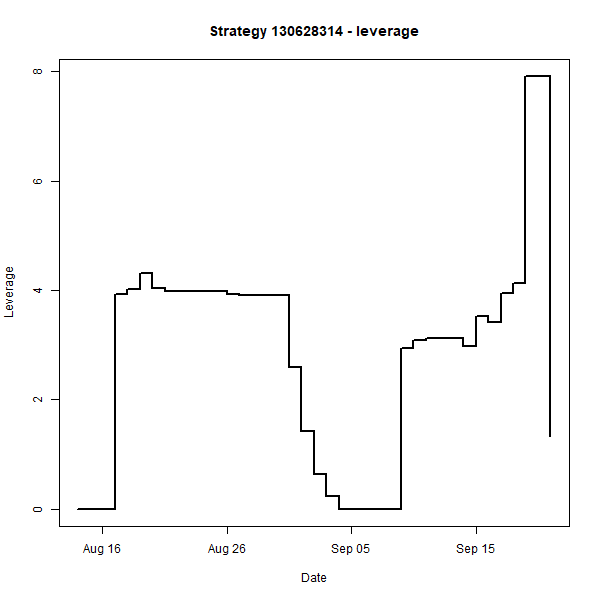 Strategy 130628314 - leverage
8
6
4
2
0
Leverage
Aug 16
Aug 26
Sep 05
Sep 15
Date